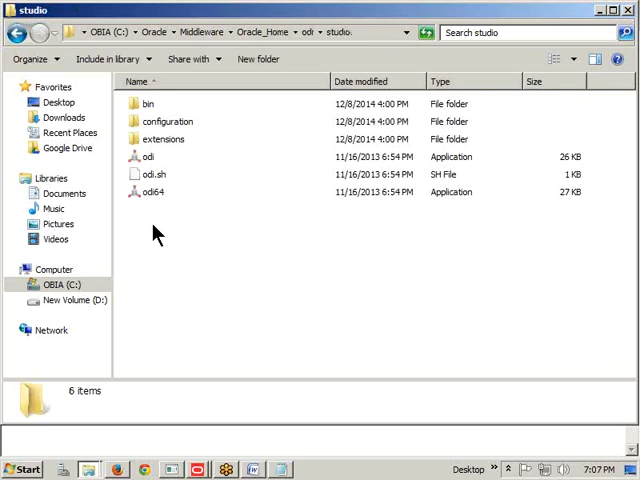 studio
OBIA (C:) Oracle Middleware Oracle_Home odi studio
Search studio
Organize Include in library Share with New folder
Name Date modified Type Size
Favorites
Desktop
Downloads
Recent Places
Google Drive
Libraries
Documents
Music
Pictures
Videos
Computer
OBIA (C:)
New Volume (D:)
Network
bin 12/8/2014 4:00 PM File folder
configuration 12/8/2014 4:00 PM File folder
extensions 12/8/2014 4:00 PM File folder
odi 11/16/2013 6:54 PM Application 26 KB
odi.sh 11/16/2013 6:54 PM SH File 1 KB
odi64 11/16/2013 6:54 PM Application 27 KB
6 items
Start Desktop » 7:07 PM